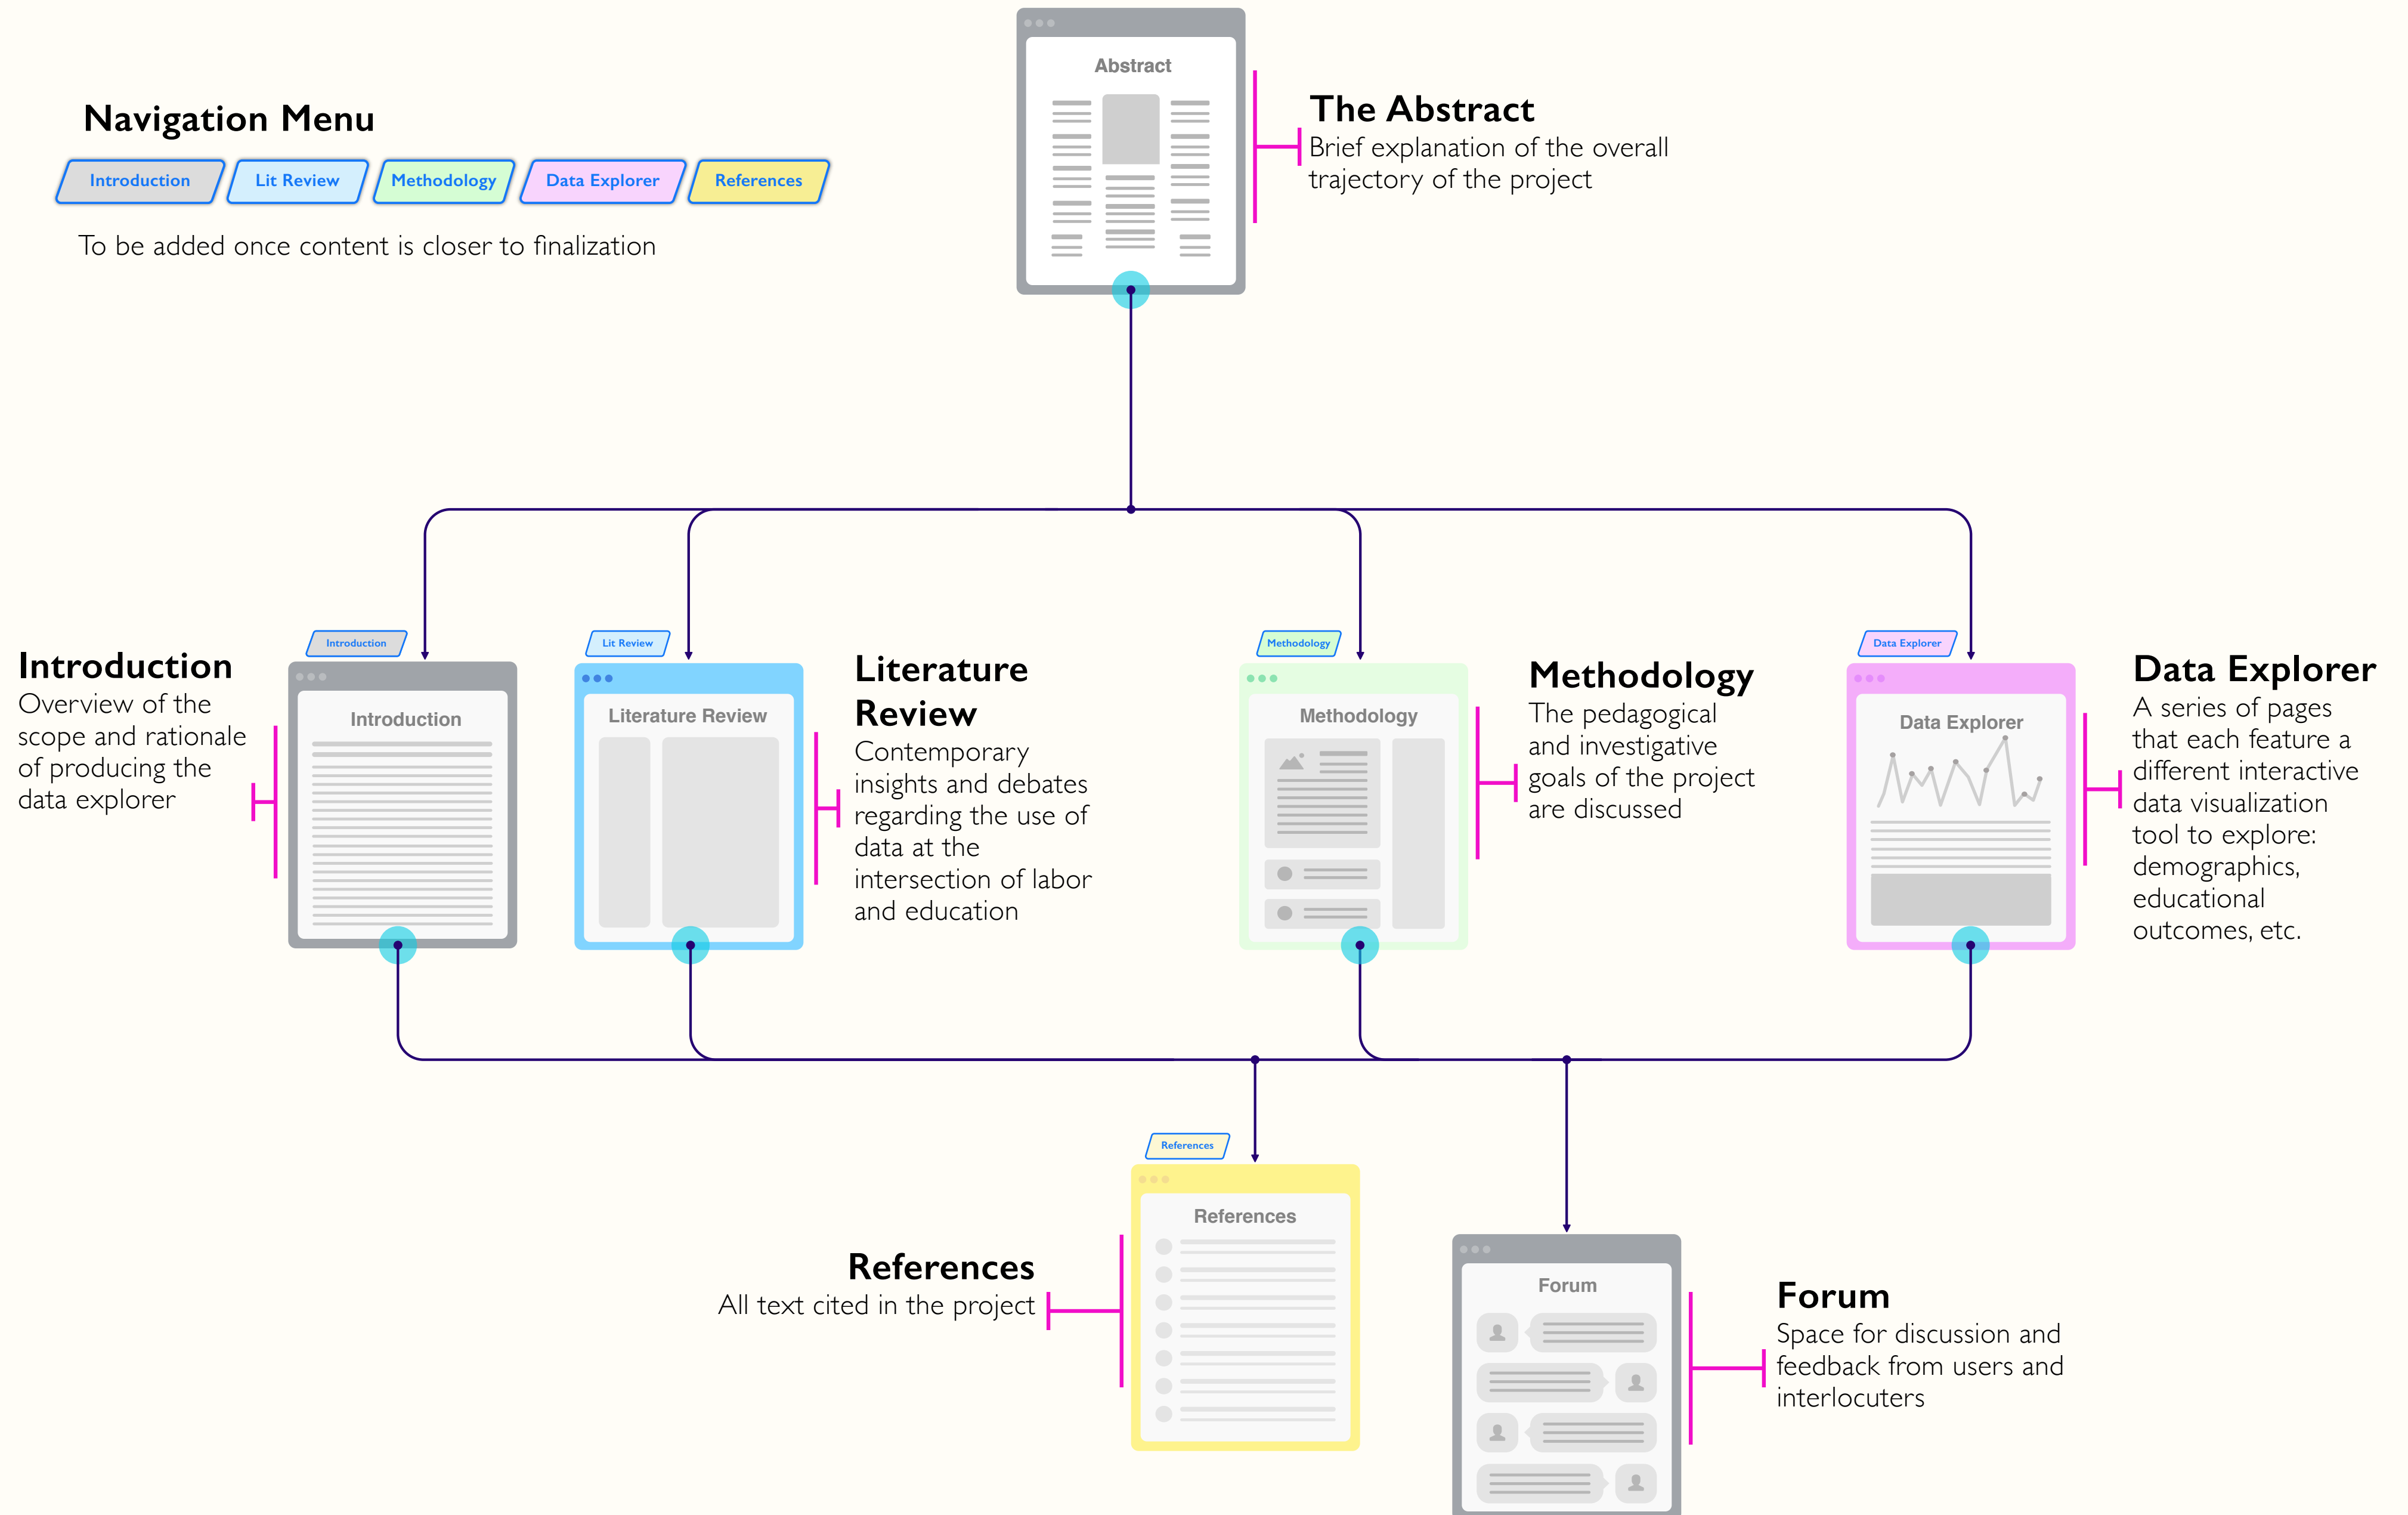 Abstract
The Abstract
Brief explanation of the overall
trajectory of the project
Navigation Menu
Introduction
Lit Review
Methodology
Data Explorer
References
To be added once content is closer to finalization
Introduction
Overview of the
scope and rationale
of producing the
data explorer
Introduction
Introduction
Lit Review
Literature Review
Literature
Review
Contemporary
insights and debates
regarding the use of
data at the
intersection of labor
and education
Methodology
Methodology
Methodology
The pedagogical
and investigative
goals of the project
are discussed
Data Explorer
Data Explorer
Data Explorer
A series of pages
that each feature a
different interactive
data visualization
tool to explore:
demographics,
educational
outcomes, etc.
References
References
References
All text cited in the project
Forum
Forum
Space for discussion and
feedback from users and
interlocuters